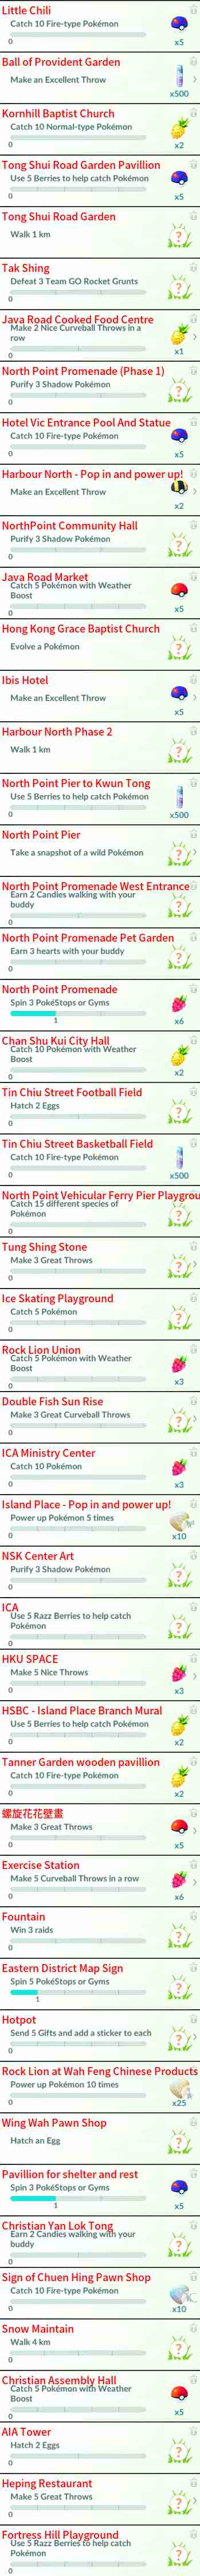 Little Chili
Catch 10 Fire-type Pokémon
0
x5
Ball of Provident Garden
Make an Excellent Throw
x500
Kornhill Baptist Church
Catch 10 Normal-type Pokémon
0
x2
Tong Shui Road Garden Pavillion
Use 5 Berries to help catch Pokémon
0
x5
Tong Shui Road Garden
Walk 1 km
?
Tak Shing
Defeat 3 Team GO Rocket Grunts
0
?
Java Road Cooked Food Centre
Make 2 Nice Curveball Throws in a
row
0
x1
North Point Promenade (Phase 1)
Purify 3 Shadow Pokémon
0
?
Hotel Vic Entrance Pool And Statue
Catch 10 Fire-type Pokémon
0
x5
Harbour North - Pop in and power up!
Make an Excellent Throw
x2
NorthPoint Community Hall
Purify 3 Shadow Pokémon
0
?
Java Road Market
Catch 5 Pokémon with Weather
Boost
0
x5
Hong Kong Grace Baptist Church
Evolve a Pokémon
?
Ibis Hotel
Make an Excellent Throw
x5
Harbour North Phase 2
Walk 1 km
?
North Point Pier to Kwun Tong
Use 5 Berries to help catch Pokémon
0
x500
North Point Pier
Take a snapshot of a wild Pokémon
?
North Point Promenade West Entrance
Earn 2 Candies walking with your
buddy
0
?
North Point Promenade Pet Garden
Earn 3 hearts with your buddy
0
?
North Point Promenade
Spin 3 PokéStops or Gyms
1
x6
Chan Shu Kui City Hall
Catch 10 Pokémon with Weather
Boost
0
x2
Tin Chiu Street Football Field
Hatch 2 Eggs
0
?
Tin Chiu Street Basketball Field
Catch 10 Fire-type Pokémon
0
x500
North Point Vehicular Ferry Pier Playgrou
Catch 15 different species of
Pokémon
0
?
Tung Shing Stone
Make 3 Great Throws
0
?
Ice Skating Playground
Catch 5 Pokémon
0
?
Rock Lion Union
Catch 5 Pokémon with Weather
Boost
0
x3
Double Fish Sun Rise
Make 3 Great Curveball Throws
0
?
ICA Ministry Center
Catch 10 Pokémon
0
x3
Island Place - Pop in and power up!
Power up Pokémon 5 times
0
x10
NSK Center Art
Purify 3 Shadow Pokémon
0
?
ICA
Use 5 Razz Berries to help catch
Pokémon
0
?
HKU SPACE
Make 5 Nice Throws
0
x3
HSBC - Island Place Branch Mural
Use 5 Berries to help catch Pokémon
0
x2
Tanner Garden wooden pavillion
Catch 10 Fire-type Pokémon
0
x2
螺旋花花壁畫
Make 3 Great Throws
0
x5
Exercise Station
Make 5 Curveball Throws in a row
0
x6
Fountain
Win 3 raids
0
?
Eastern District Map Sign
Spin 5 PokéStops or Gyms
1
?
Hotpot
Send 5 Gifts and add a sticker to each
0
?
Rock Lion at Wah Feng Chinese Products
Power up Pokémon 10 times
0
x25
Wing Wah Pawn Shop
Hatch an Egg
?
Pavillion for shelter and rest
Spin 3 PokéStops or Gyms
1
x5
Christian Yan Lok Tong
Earn 2 Candies walking with your
buddy
0
?
Sign of Chuen Hing Pawn Shop
Catch 10 Fire-type Pokémon
0
x10
Snow Maintain
Walk 4 km
0
?
Christian Assembly Hall
Catch 5 Pokémon with Weather
Boost
0
x5
AIA Tower
Hatch 2 Eggs
0
?
Heping Restaurant
Make 5 Great Throws
0
?
Fortress Hill Playground
Use 5 Razz Berries to help catch
Pokémon
0
?